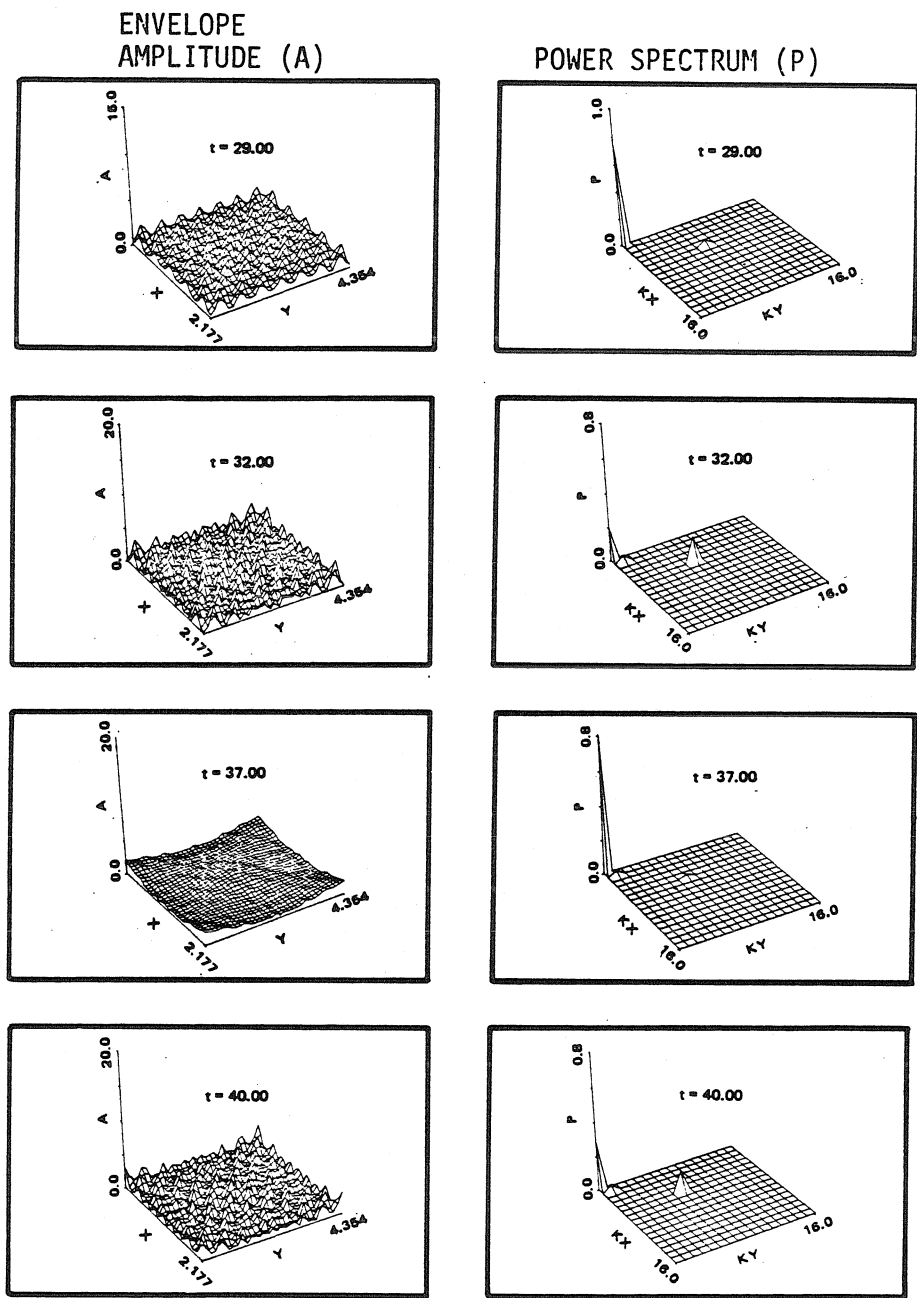 ENVELOPE
AMPLITUDE (A)
POWER SPECTRUM (P)
15.0
A
0.0
t = 29.00
X
2.177
Y
4.354
1.0
P
0.0
t = 29.00
KX
16.0
KY
16.0
20.0
A
0.0
t = 32.00
X
2.177
Y
4.354
0.8
P
0.0
t = 32.00
KX
16.0
KY
16.0
20.0
A
0.0
t = 37.00
X
2.177
Y
4.354
0.8
P
0.0
t = 37.00
KX
16.0
KY
16.0
20.0
A
0.0
t = 40.00
X
2.177
Y
4.354
0.8
P
0.0
t = 40.00
KX
16.0
KY
16.0